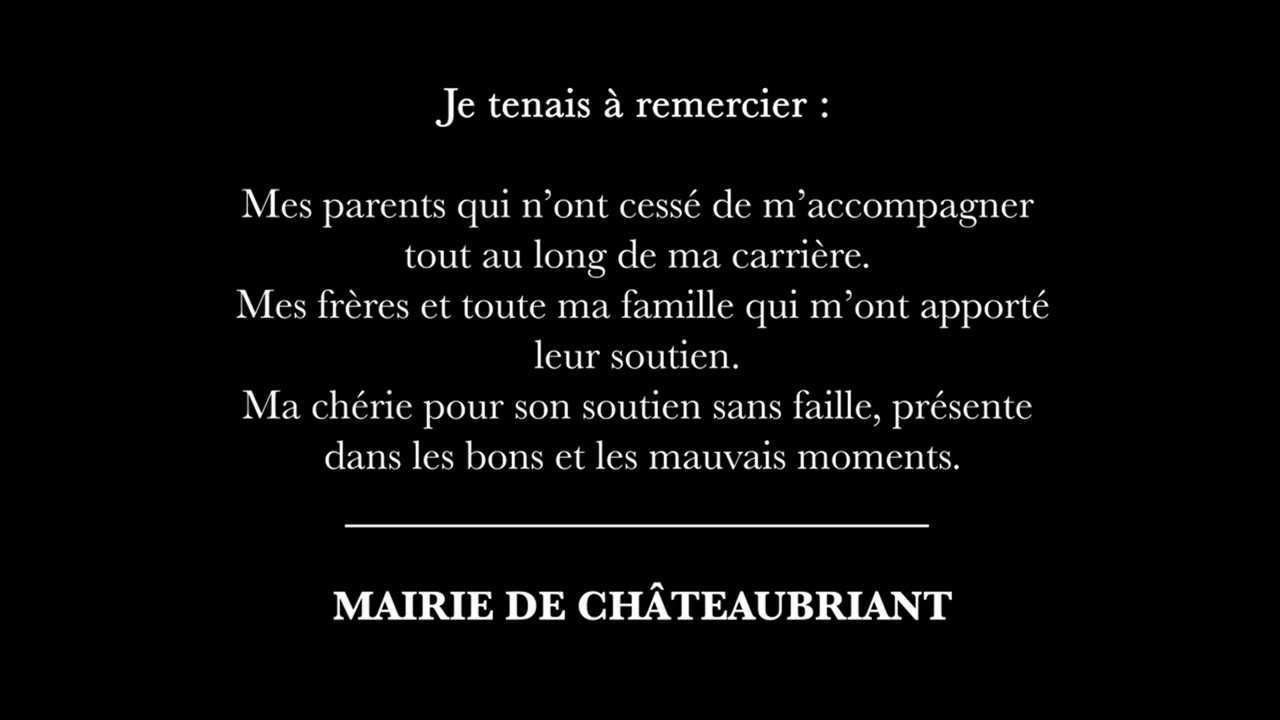 Je tenais à remercier :
Mes parents qui n’ont cessé de m’accompagner
tout au long de ma carrière.
Mes frères et toute ma famille qui m’ont apporté
leur soutien.
Ma chérie pour son soutien sans faille, présente
dans les bons et les mauvais moments.
MAIRIE DE CHÂTEAUBRIANT